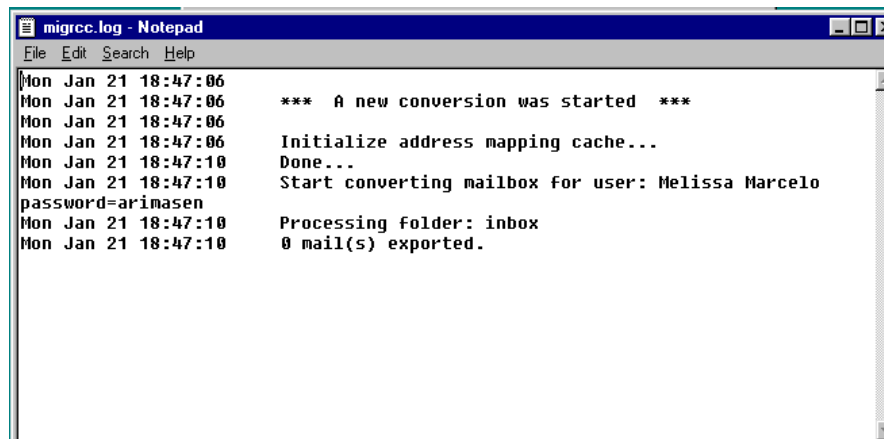 migrcc.log - Notepad
File Edit Search Help
Mon Jan 21 18:47:06
Mon Jan 21 18:47:06 *** A new conversion was started ***
Mon Jan 21 18:47:06
Mon Jan 21 18:47:06 Initialize address mapping cache...
Mon Jan 21 18:47:10 Done...
Mon Jan 21 18:47:10 Start converting mailbox for user: Melissa Marcelo
password=arimasen
Mon Jan 21 18:47:10 Processing folder: inbox
Mon Jan 21 18:47:10 0 mail(s) exported.